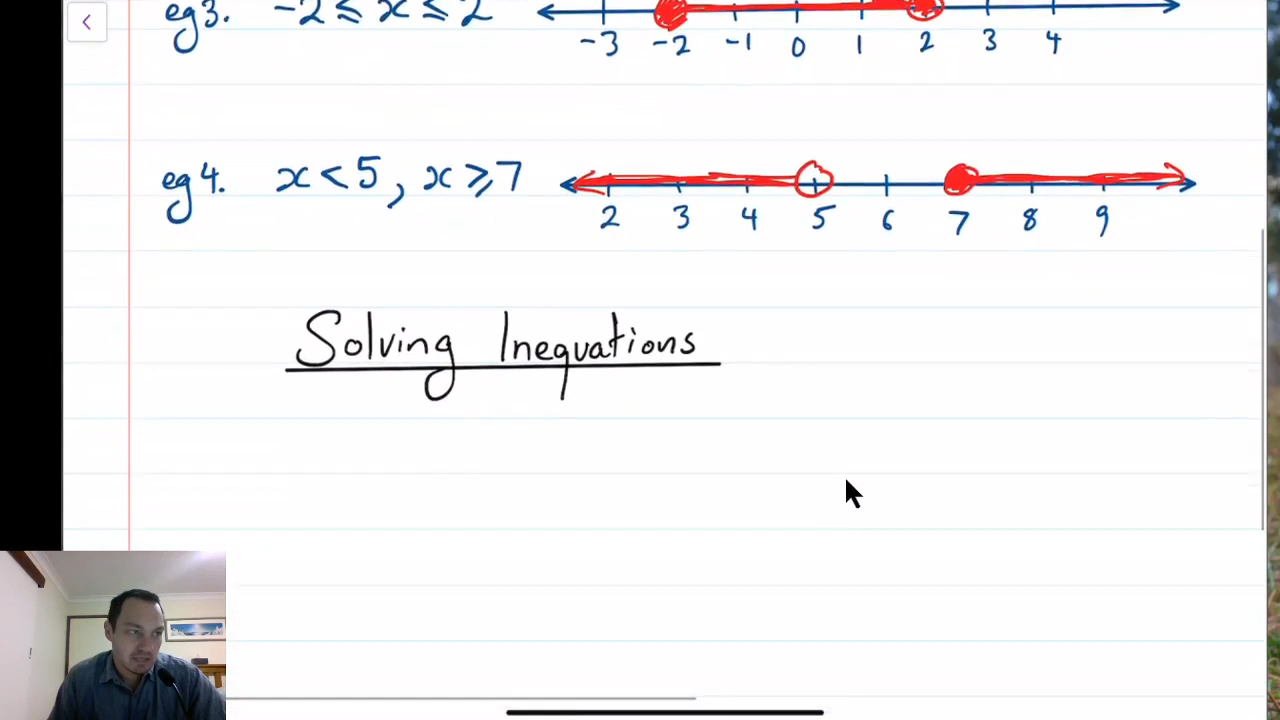 eg3. -2 ≤ x ≤ 2
-3 -2 -1 0 1 2 3 4
eg4. x < 5, x ⩾ 7
2 3 4 5 6 7 8 9
Solving Inequations